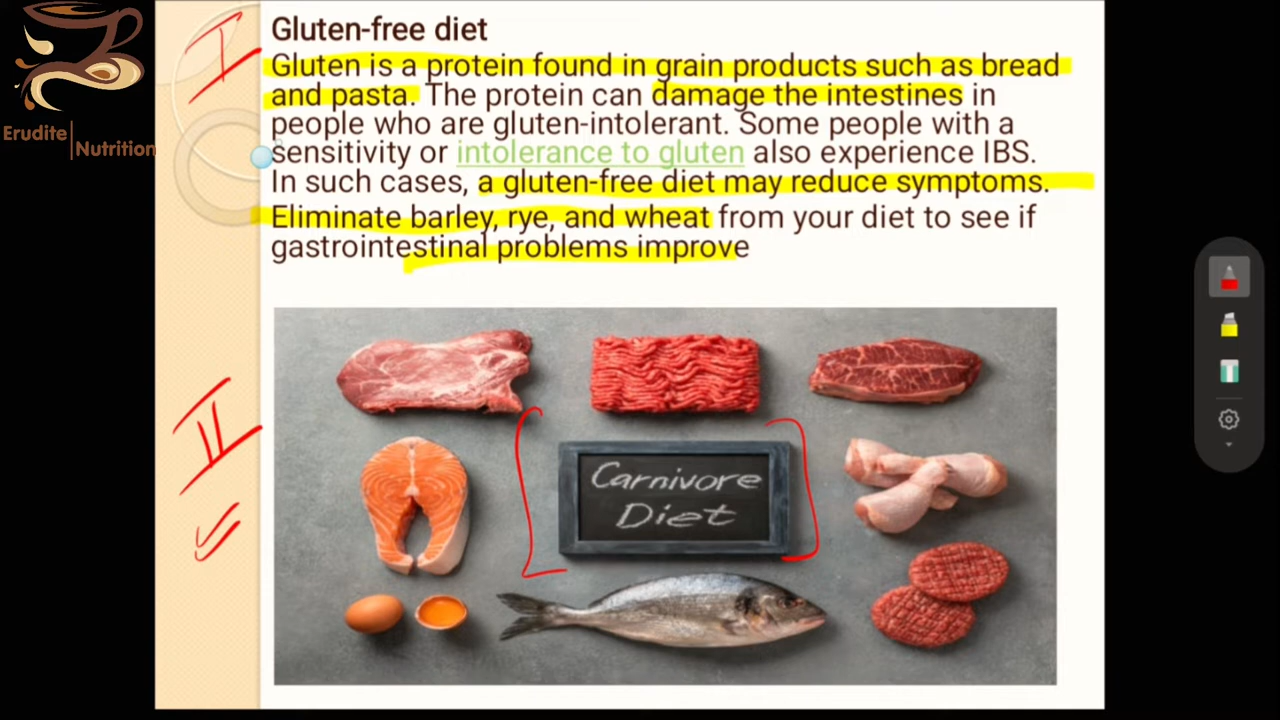 Erudite
Nutrition
I
Gluten-free diet
Gluten is a protein found in grain products such as bread
and pasta. The protein can damage the intestines in
people who are gluten-intolerant. Some people with a
sensitivity or intolerance to gluten also experience IBS.
In such cases, a gluten-free diet may reduce symptoms.
Eliminate barley, rye, and wheat from your diet to see if
gastrointestinal problems improve
II
Carnivore
Diet